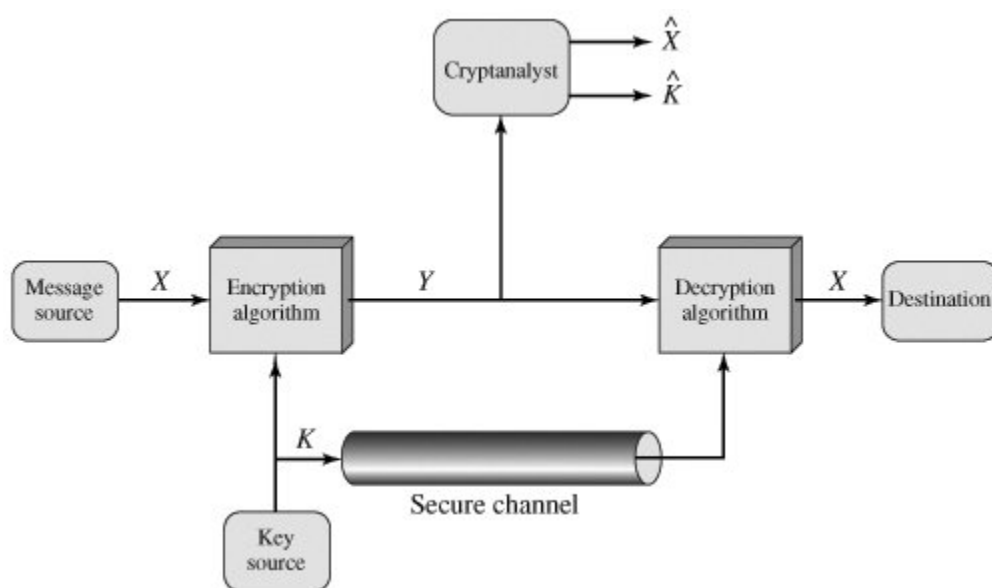 Cryptanalyst
X̂
K̂
Message
source
X
Encryption
algorithm
Y
Decryption
algorithm
X
Destination
K
Secure channel
Key
source